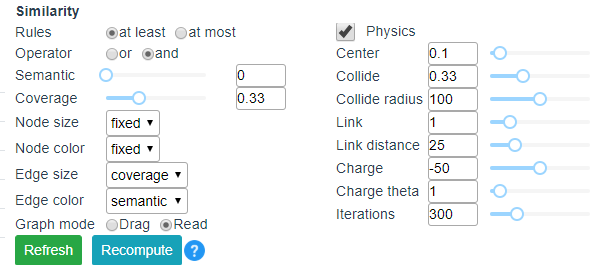 Similarity
Rules at least at most
Operator or and
Semantic 0
Coverage 0.33
Node size fixed
Node color fixed
Edge size coverage
Edge color semantic
Graph mode Drag Read
Refresh Recompute ?
Physics
Center 0.1
Collide 0.33
Collide radius 100
Link 1
Link distance 25
Charge -50
Charge theta 1
Iterations 300